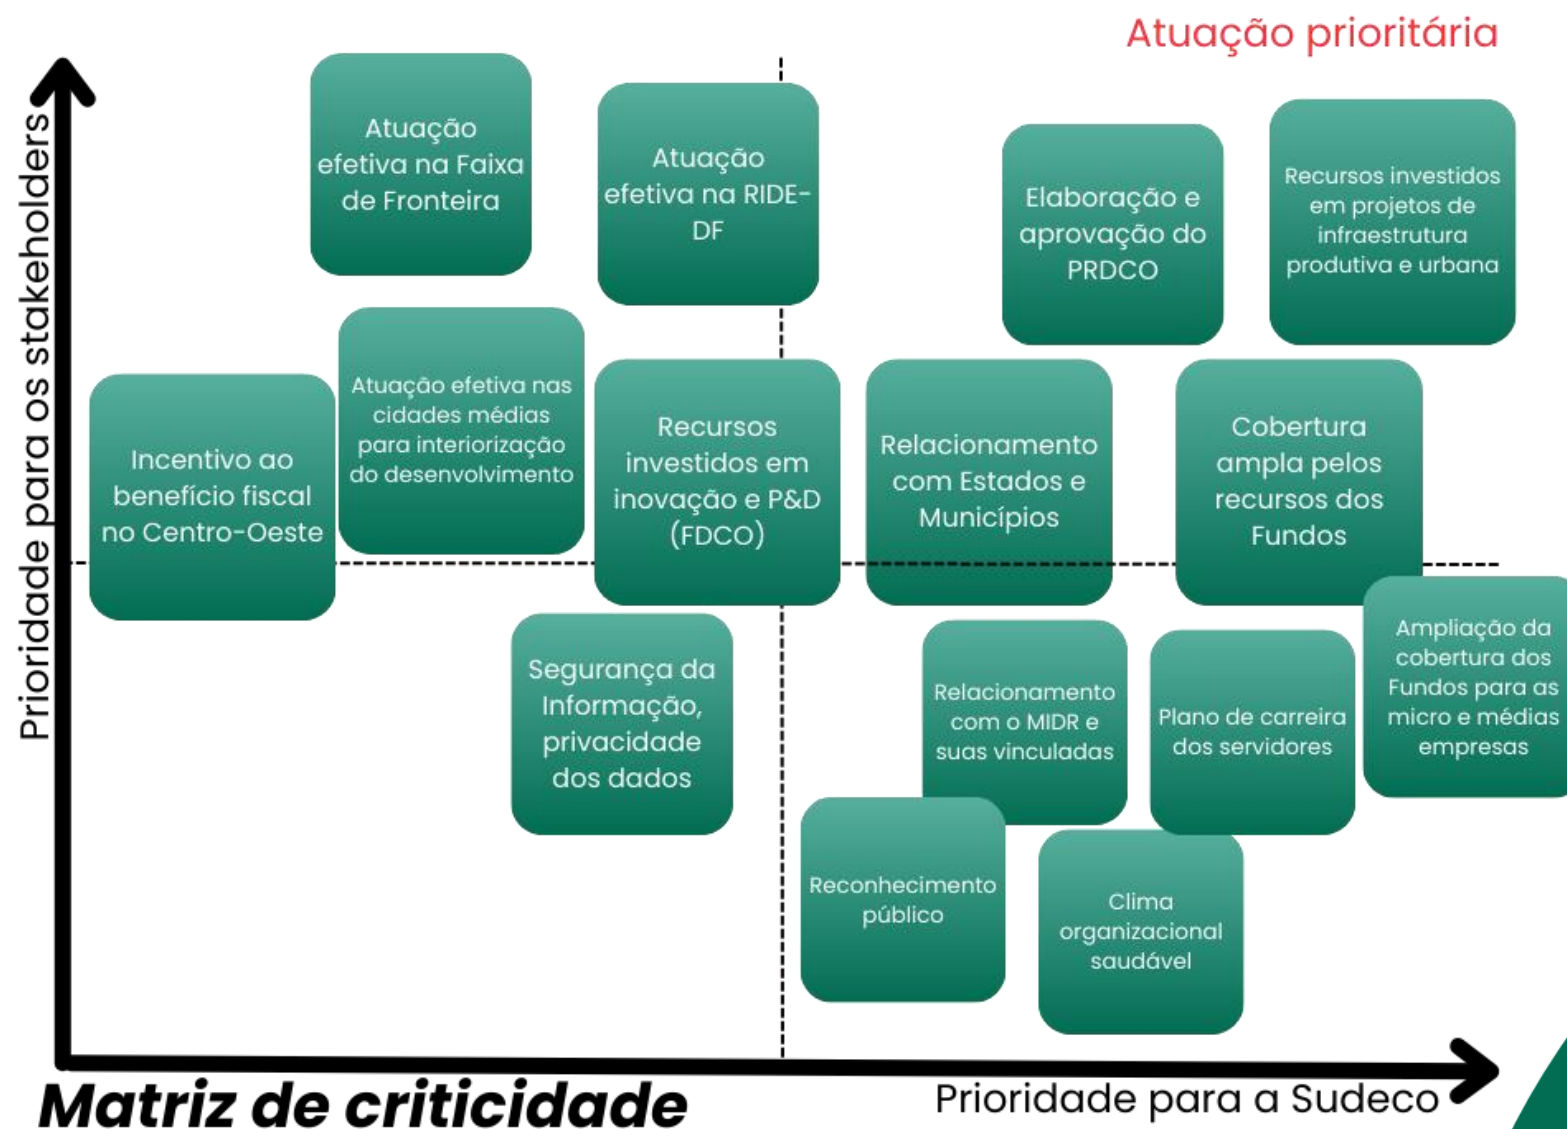 Atuação prioritária
Prioridade para os stakeholders
Atuação
efetiva na Faixa
de Fronteira
Atuação
efetiva na RIDE-
DF
Elaboração e
aprovação do
PRDCO
Recursos investidos
em projetos de
infraestrutura
produtiva e urbana
Incentivo ao
benefício fiscal
no Centro-Oeste
Atuação efetiva nas
cidades médias
para interiorização
do desenvolvimento
Recursos
investidos em
inovação e P&D
(FDCO)
Relacionamento
com Estados e
Municípios
Cobertura
ampla pelos
recursos dos
Fundos
Segurança da
Informação,
privacidade
dos dados
Relacionamento
com o MIDR e
suas vinculadas
Plano de carreira
dos servidores
Ampliação da
cobertura dos
Fundos para as
micro e médias
empresas
Reconhecimento
público
Clima
organizacional
saudável
Matriz de criticidade
Prioridade para a Sudeco